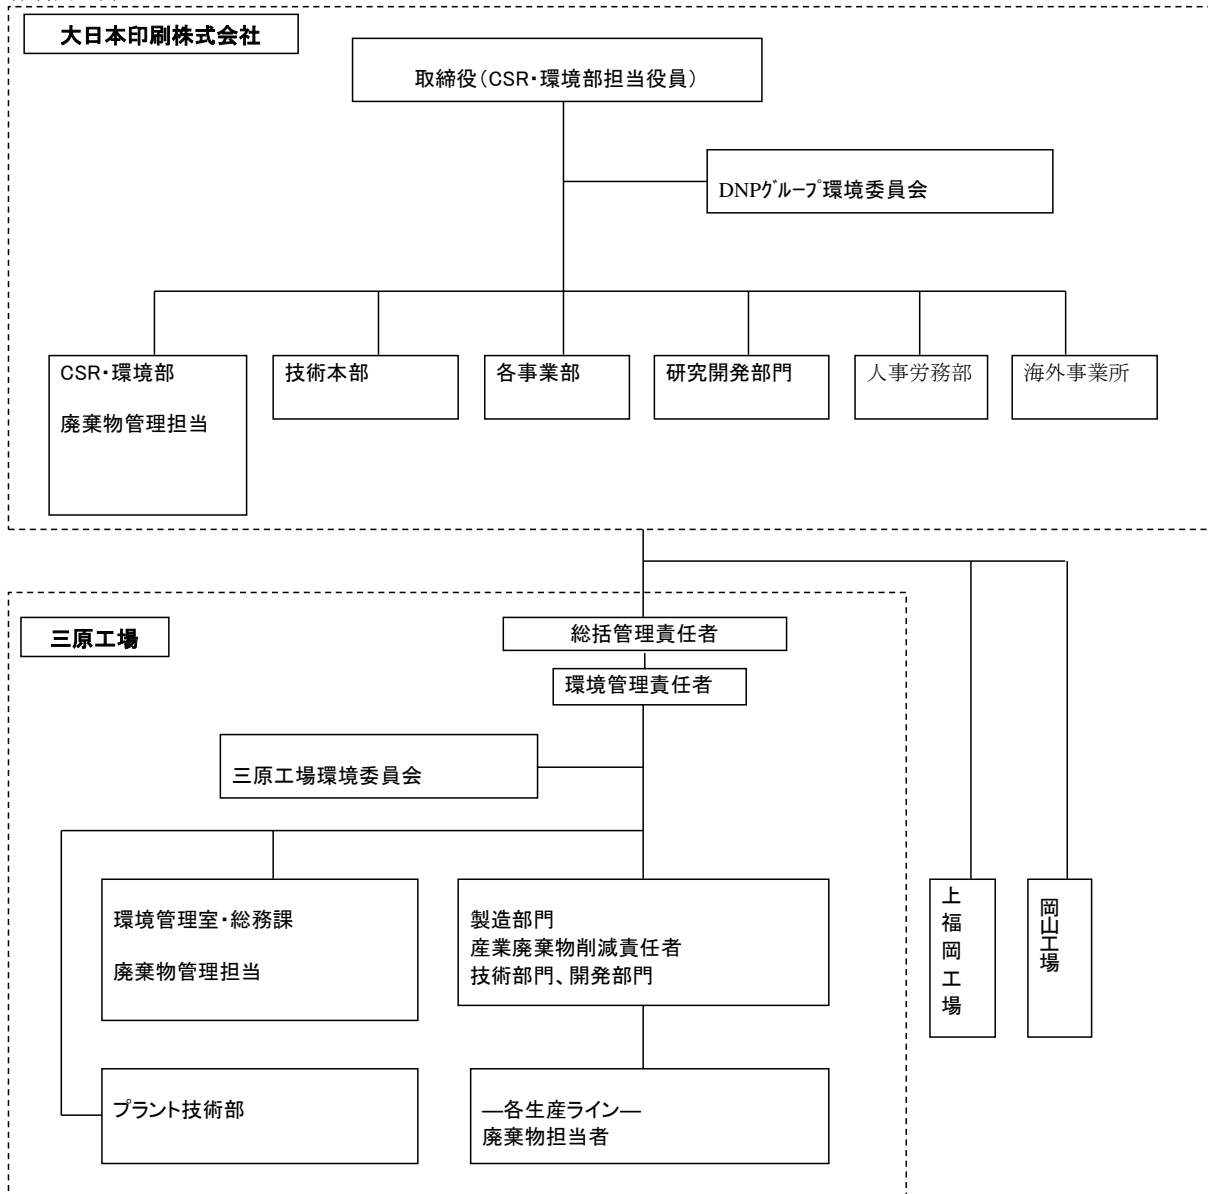 大日本印刷株式会社
取締役(CSR・環境部担当役員)
DNPグループ環境委員会
CSR・環境部
廃棄物管理担当
技術本部
各事業部
研究開発部門
人事労務部
海外事業所
三原工場
総括管理責任者
環境管理責任者
三原工場環境委員会
環境管理室・総務課
廃棄物管理担当
製造部門
産業廃棄物削減責任者
技術部門、開発部門
上福岡工場
岡山工場
プラント技術部
―各生産ライン―
廃棄物担当者